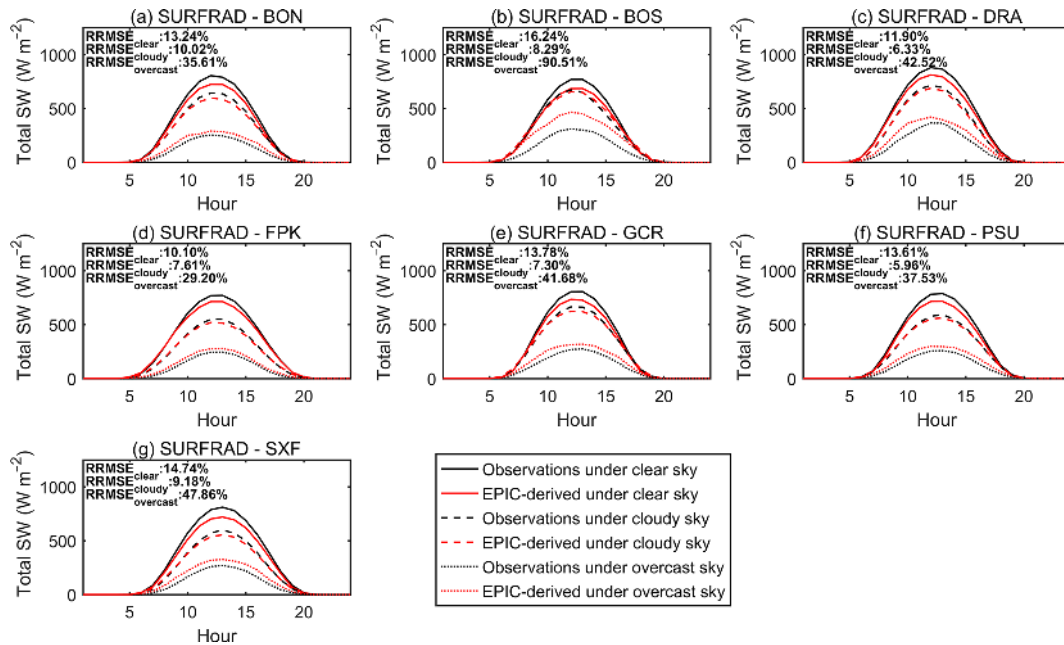 (a) SURFRAD - BON
RRMSE clear:13.24%
RRMSE cloudy:10.02%
RRMSE overcast:35.61%
1000
500
0
Total SW (W m−2)
5 10 15 20
Hour
(b) SURFRAD - BOS
RRMSE clear:16.24%
RRMSE cloudy:8.29%
RRMSE overcast:90.51%
1000
500
0
Total SW (W m−2)
5 10 15 20
Hour
(c) SURFRAD - DRA
RRMSE clear:11.90%
RRMSE cloudy:6.33%
RRMSE overcast:42.52%
1000
500
0
Total SW (W m−2)
5 10 15 20
Hour
(d) SURFRAD - FPK
RRMSE clear:10.10%
RRMSE cloudy:7.61%
RRMSE overcast:29.20%
1000
500
0
Total SW (W m−2)
5 10 15 20
Hour
(e) SURFRAD - GCR
RRMSE clear:13.78%
RRMSE cloudy:7.30%
RRMSE overcast:41.68%
1000
500
0
Total SW (W m−2)
5 10 15 20
Hour
(f) SURFRAD - PSU
RRMSE clear:13.61%
RRMSE cloudy:5.96%
RRMSE overcast:37.53%
1000
500
0
Total SW (W m−2)
5 10 15 20
Hour
(g) SURFRAD - SXF
RRMSE clear:14.74%
RRMSE cloudy:9.18%
RRMSE overcast:47.86%
1000
500
0
Total SW (W m−2)
5 10 15 20
Hour
Observations under clear sky
EPIC-derived under clear sky
Observations under cloudy sky
EPIC-derived under cloudy sky
Observations under overcast sky
EPIC-derived under overcast sky